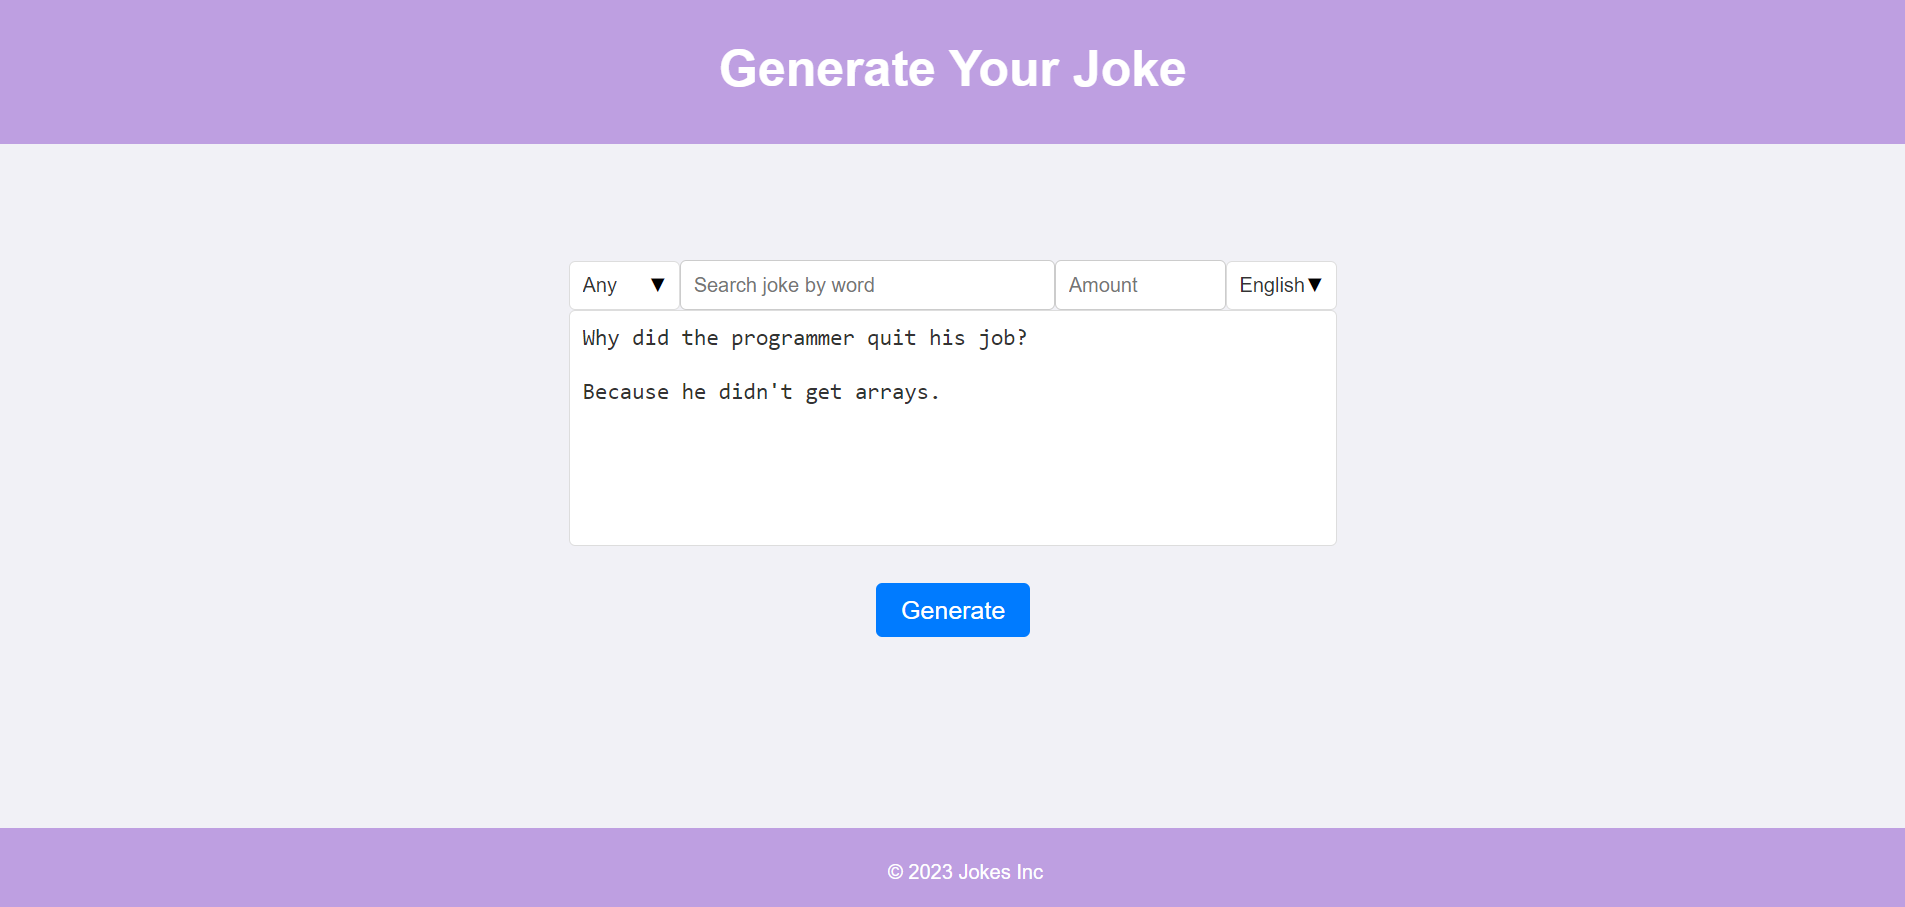 Generate Your Joke
Any ▼ Search joke by word Amount English▼
Why did the programmer quit his job?
Because he didn't get arrays.
Generate
© 2023 Jokes Inc